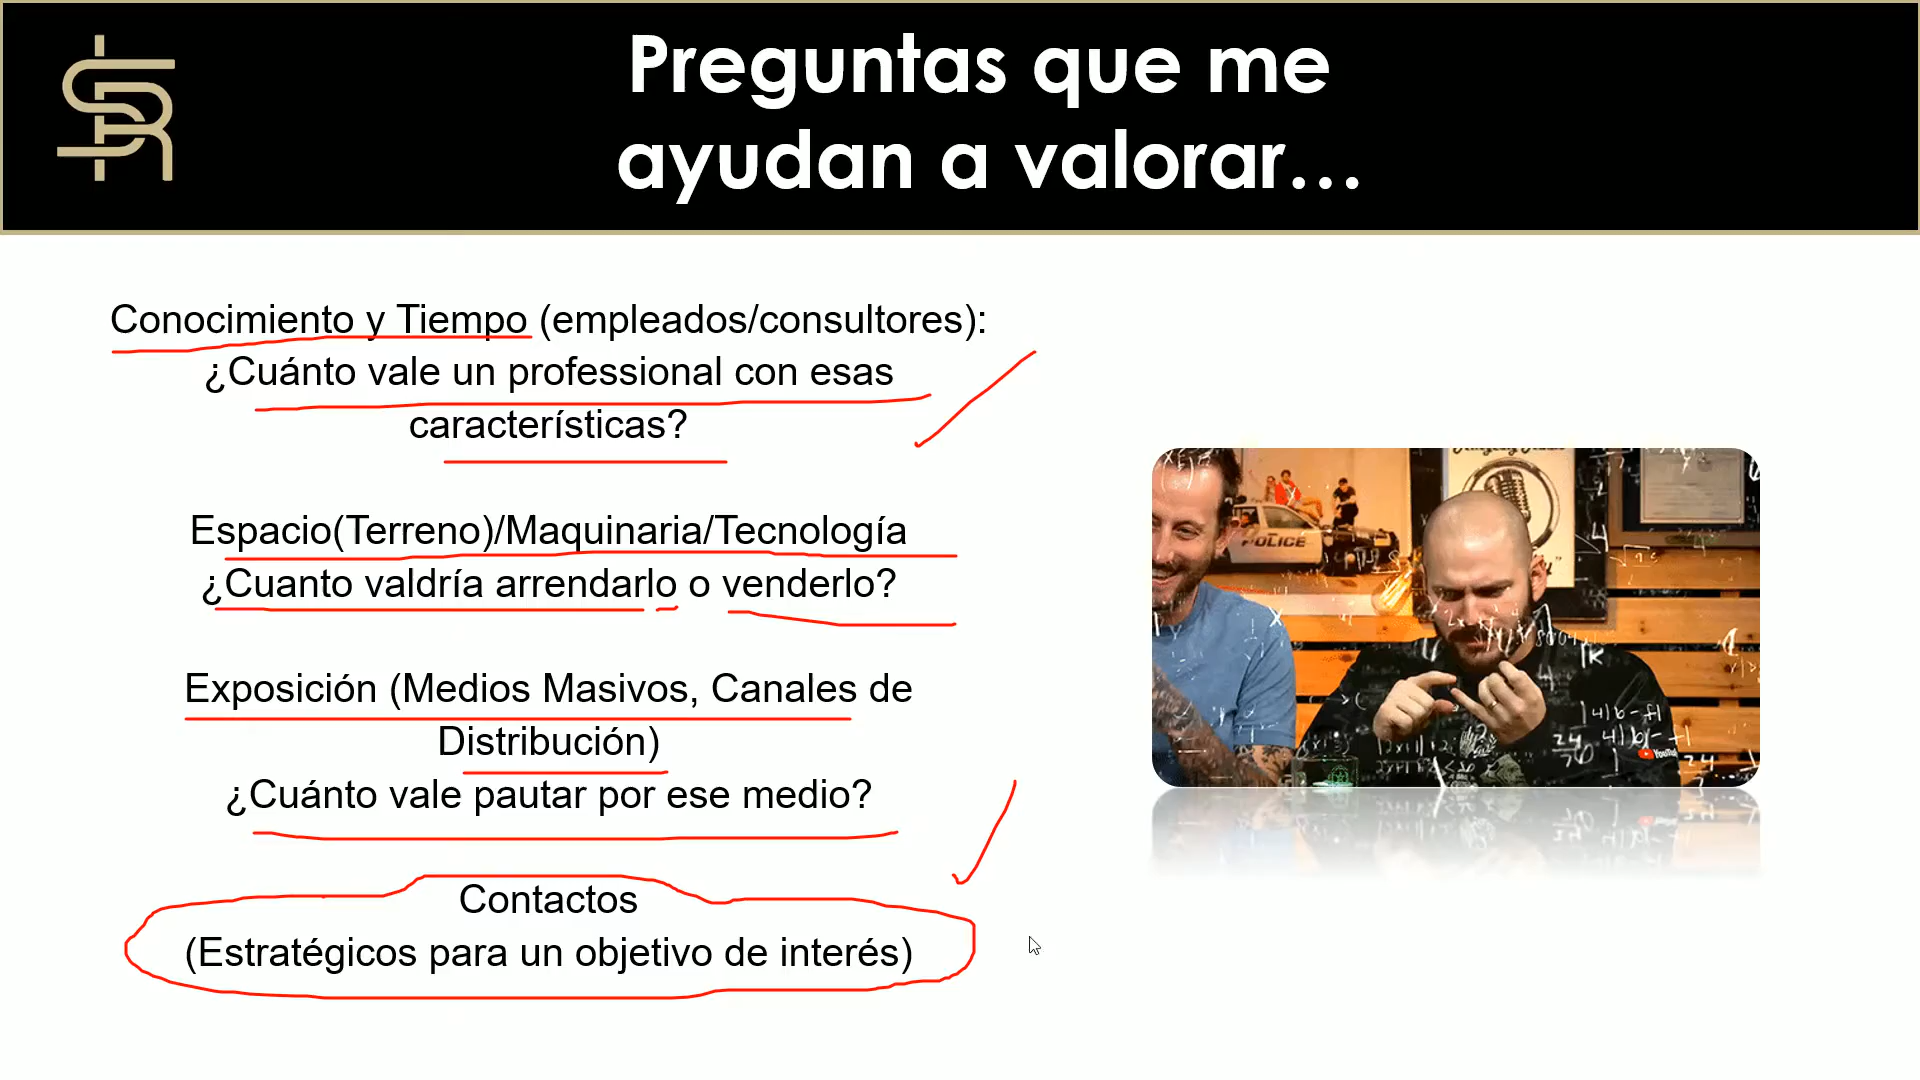 Preguntas que me
ayudan a valorar...
Conocimiento y Tiempo (empleados/consultores):
¿Cuánto vale un professional con esas
características?
Espacio(Terreno)/Maquinaria/Tecnología
¿Cuanto valdría arrendarlo o venderlo?
Exposición (Medios Masivos, Canales de
Distribución)
¿Cuánto vale pautar por ese medio?
Contactos
(Estratégicos para un objetivo de interés)
POLICE
YouTube